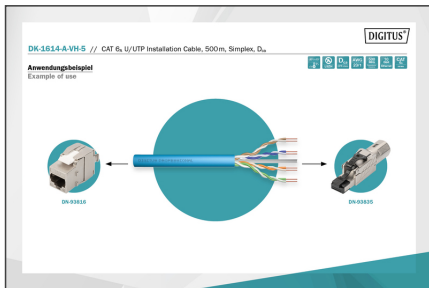 DIGITUS®
DK-1614-A-VH-5 // CAT 6A U/UTP Installation Cable, 500m, Simplex, Dca
Anwendungsbeispiel
Example of use
DN-93616
DN-93635